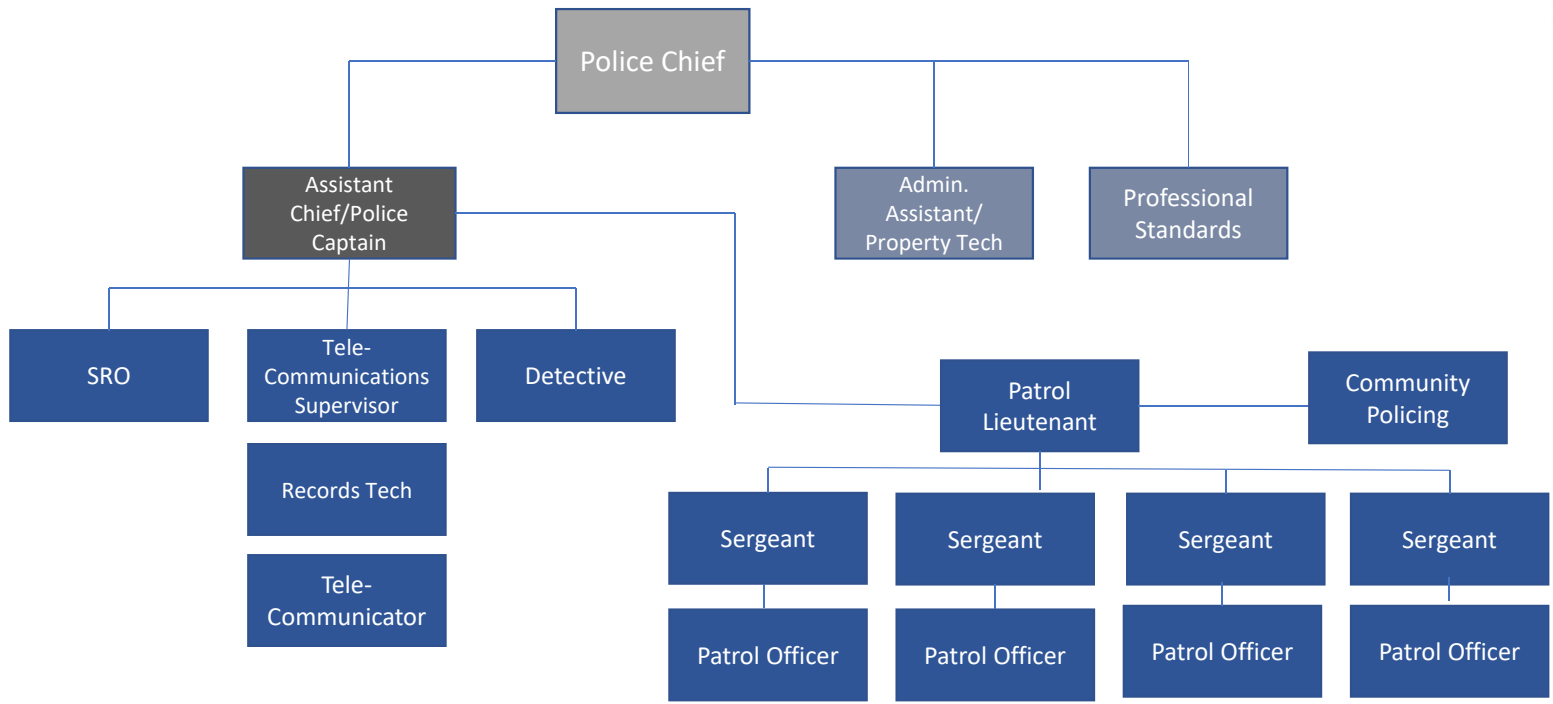 Police Chief
Assistant
Chief/Police
Captain
Admin.
Assistant/
Property Tech
Professional
Standards
SRO
Tele-
Communications
Supervisor
Detective
Patrol
Lieutenant
Community
Policing
Records Tech
Tele-
Communicator
Sergeant
Sergeant
Sergeant
Sergeant
Patrol Officer
Patrol Officer
Patrol Officer
Patrol Officer